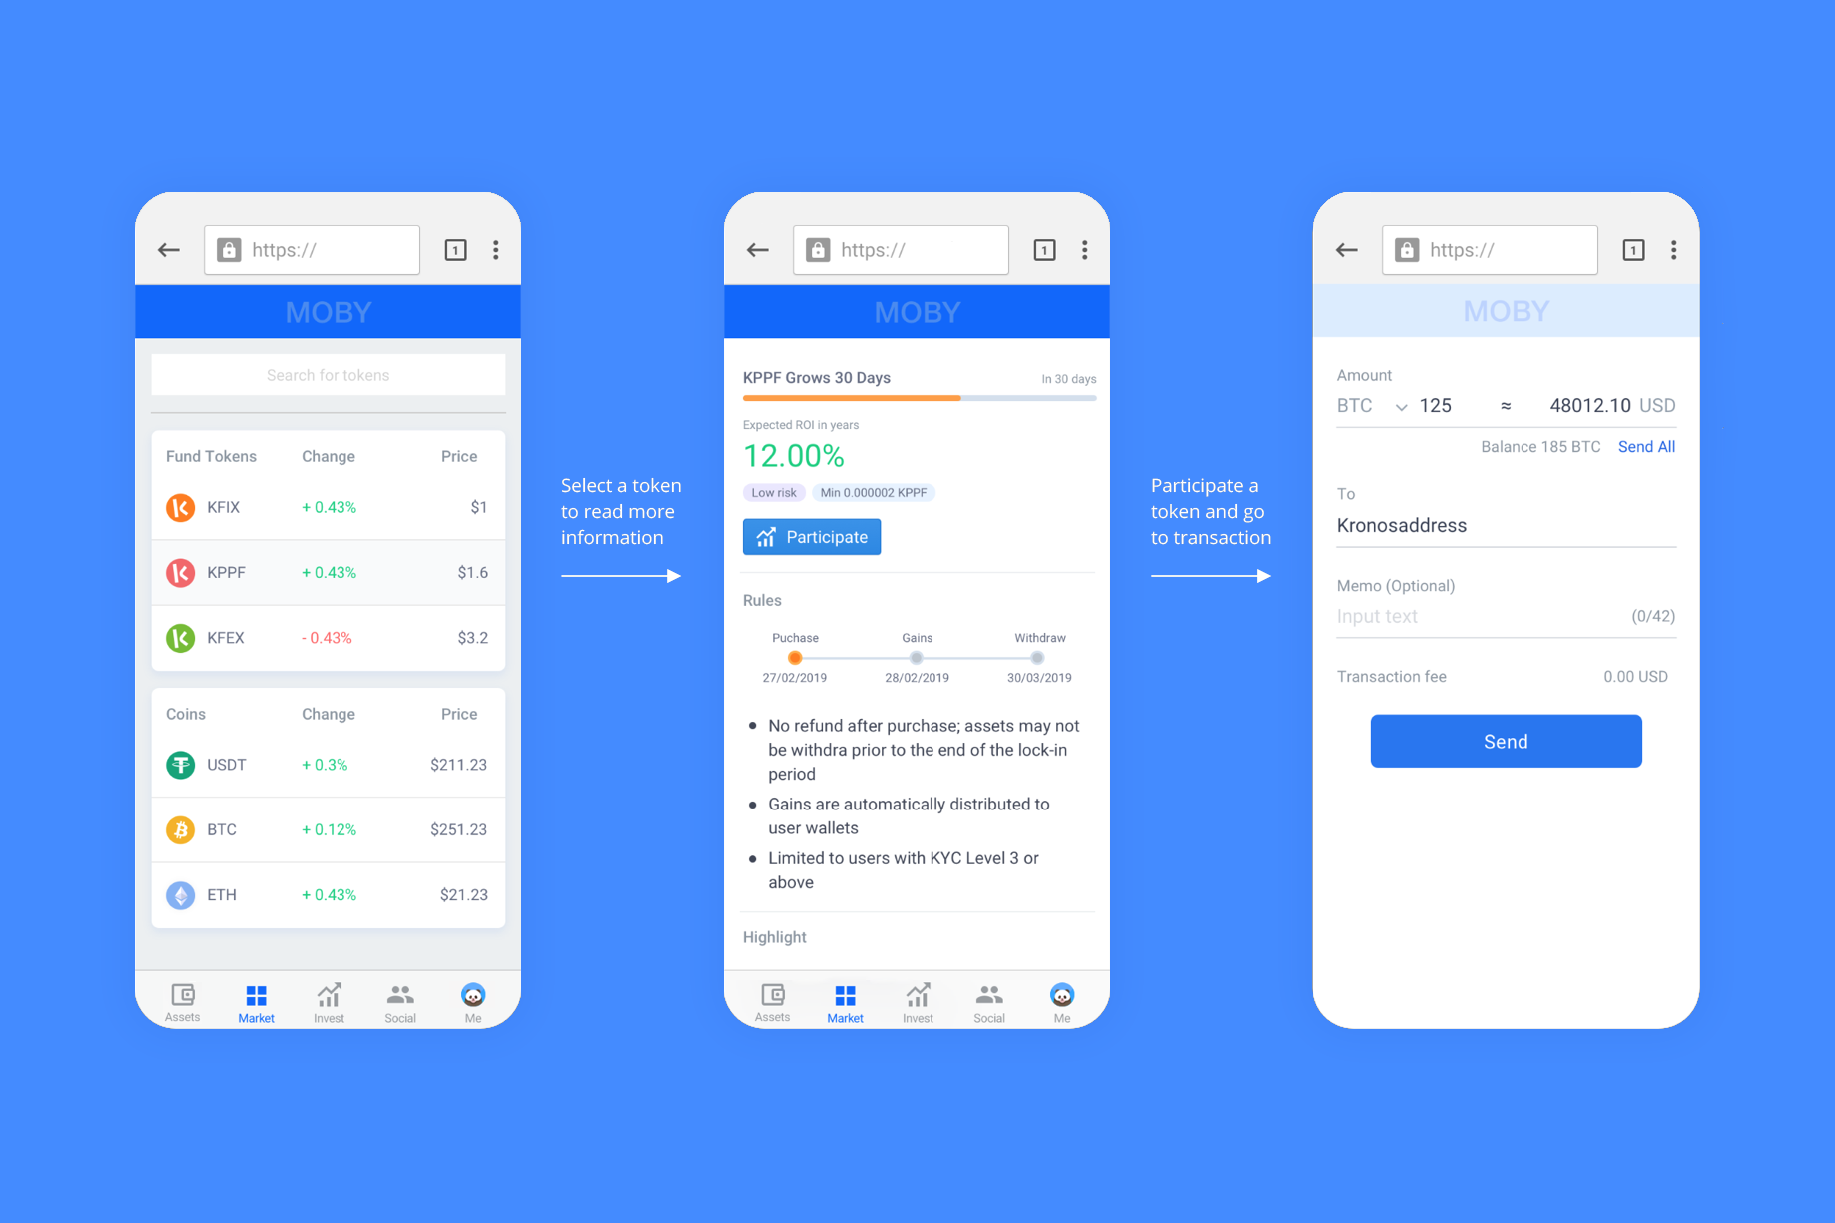 https://
1
MOBY
Search for tokens
Fund Tokens Change Price
KFIX + 0.43% $1
KPPF + 0.43% $1.6
KFEX - 0.43% $3.2
Coins Change Price
USDT + 0.3% $211.23
BTC + 0.12% $251.23
ETH + 0.43% $21.23
Assets Market Invest Social Me
Select a token
to read more
information
https://
1
MOBY
KPPF Grows 30 Days In 30 days
Expected ROI in years
12.00%
Low risk Min 0.000002 KPPF
Participate
Rules
Puchase Gains Withdraw
27/02/2019 28/02/2019 30/03/2019
• No refund after purchase; assets may not
be withdra prior to the end of the lock-in
period
• Gains are automatically distributed to
user wallets
• Limited to users with KYC Level 3 or
above
Highlight
Assets Market Invest Social Me
Participate a
token and go
to transaction
https://
1
MOBY
Amount
BTC 125 ≈ 48012.10 USD
Balance 185 BTC Send All
To
Kronosaddress
Memo (Optional)
Input text (0/42)
Transaction fee 0.00 USD
Send